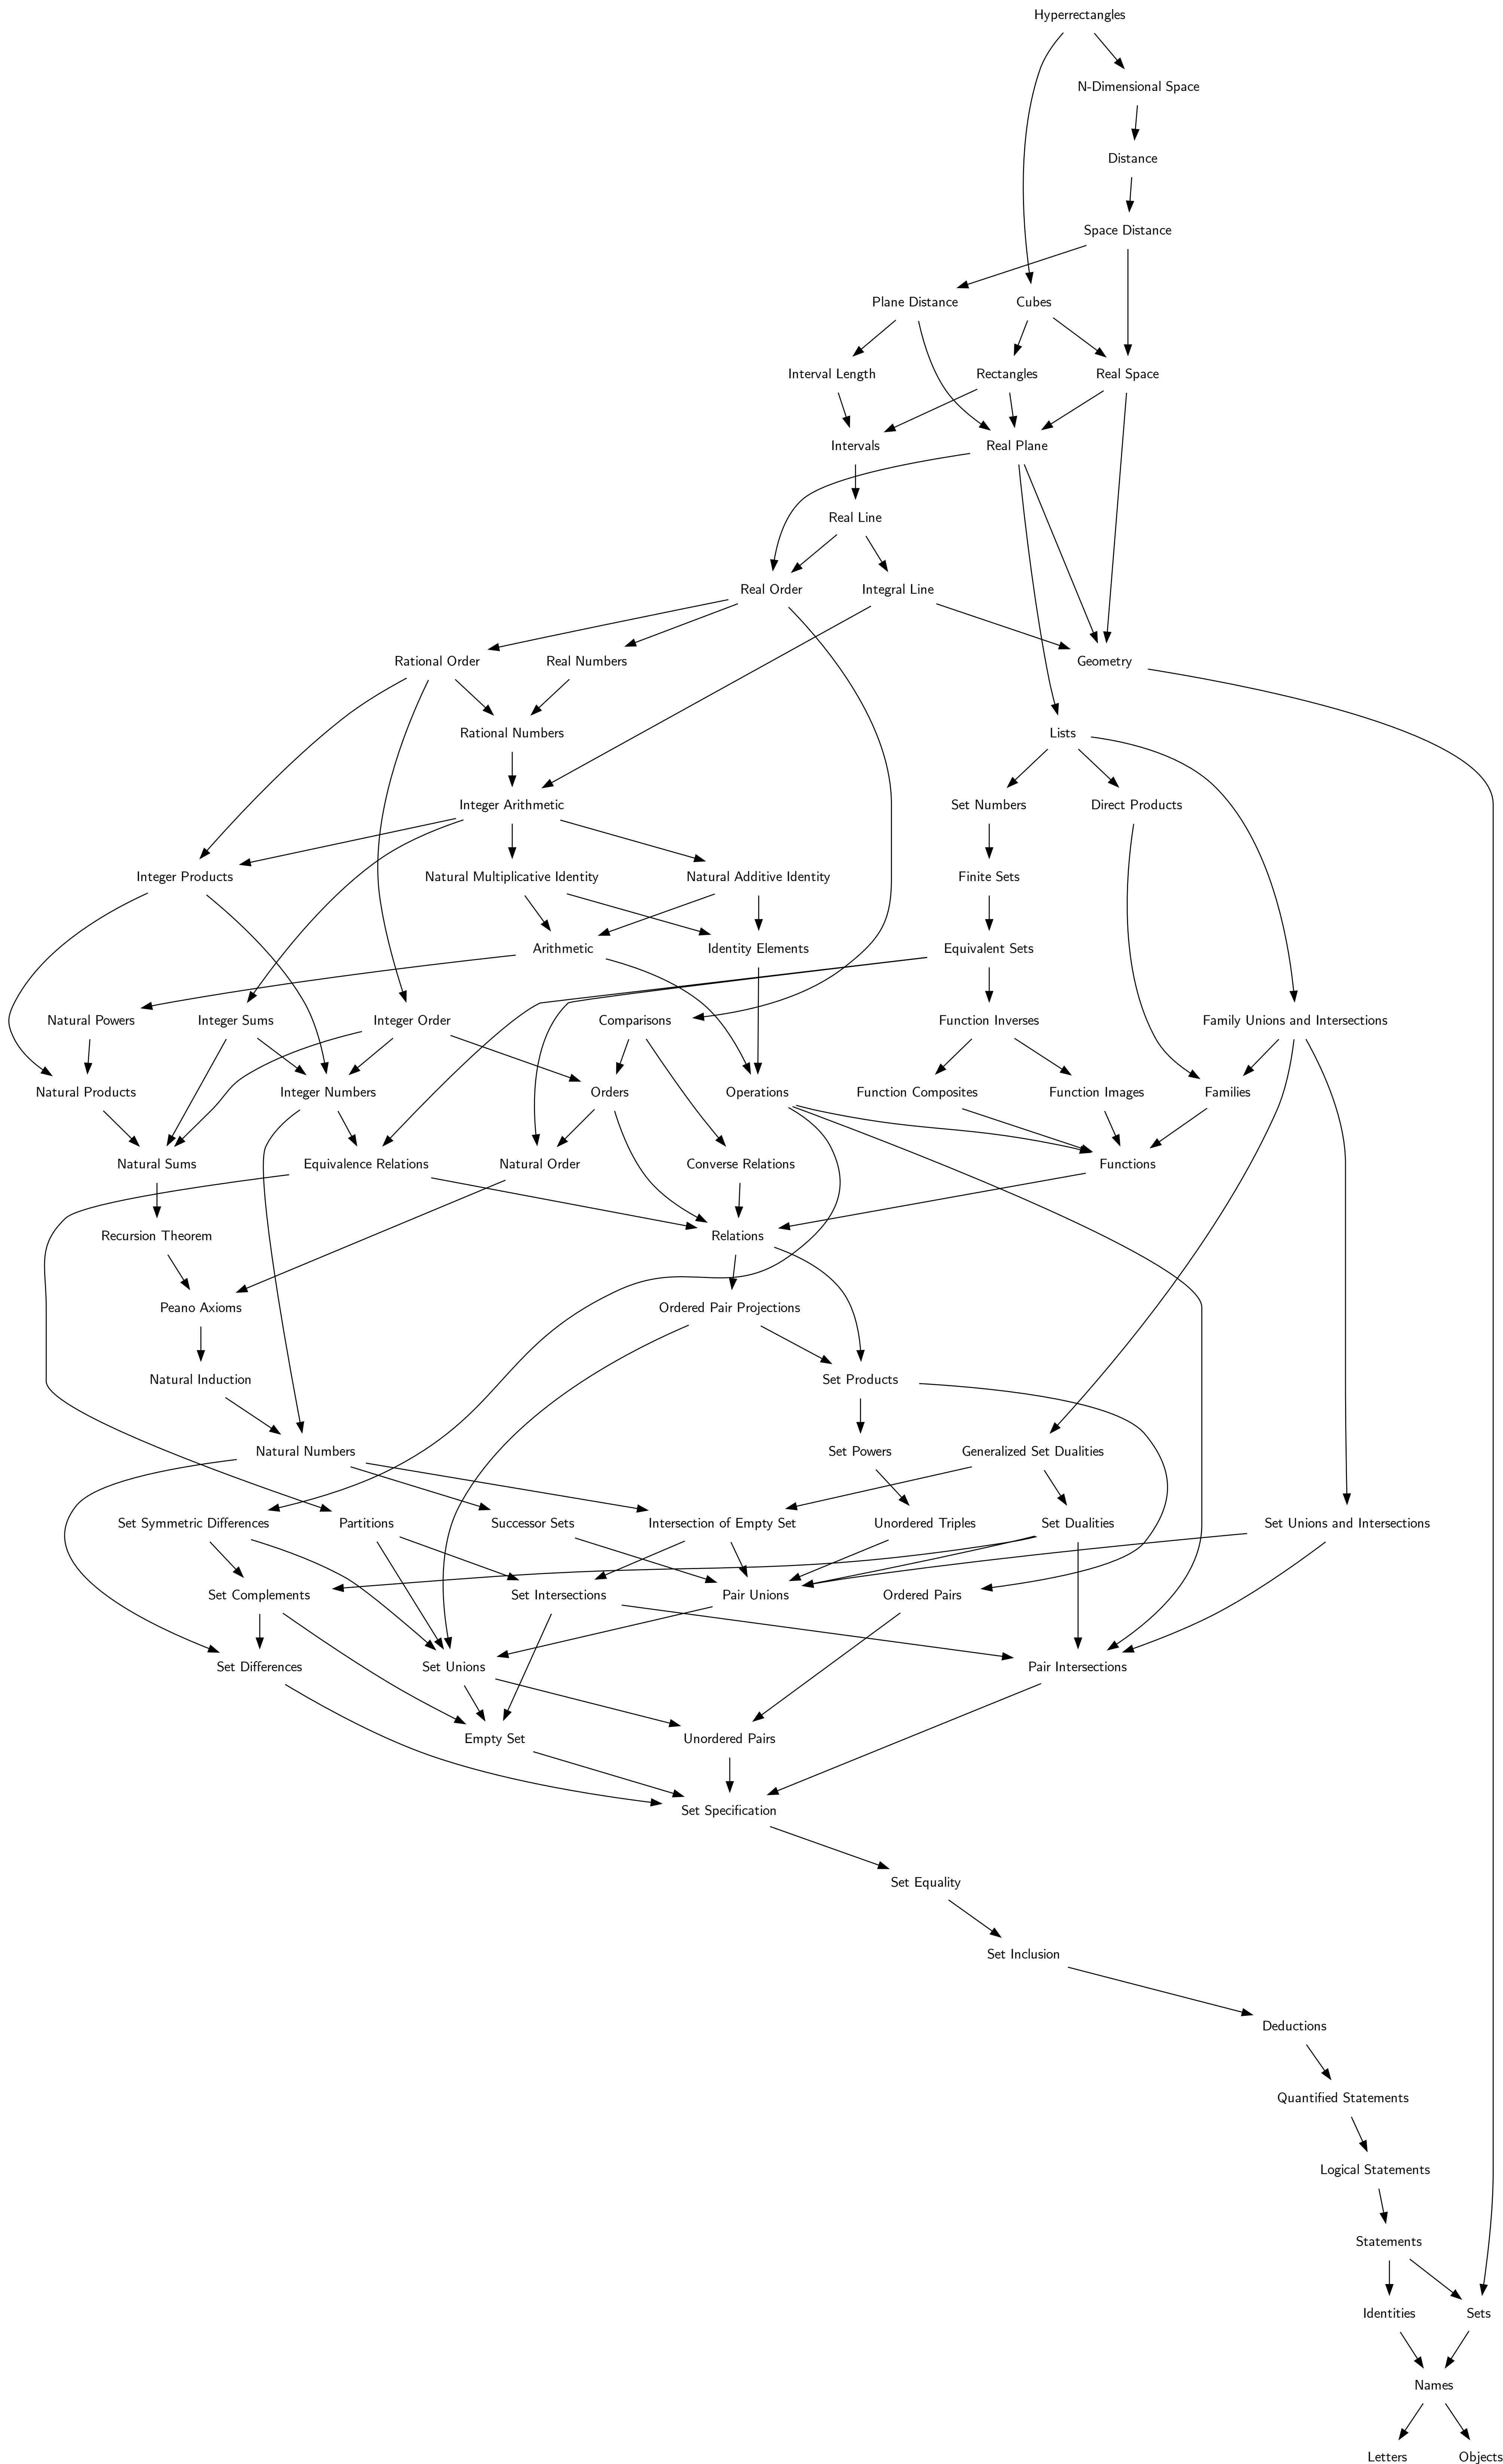 Hyperrectangles
N-Dimensional Space
Distance
Space Distance
Plane Distance
Cubes
Interval Length
Rectangles
Real Space
Intervals
Real Plane
Real Line
Real Order
Integral Line
Rational Order
Real Numbers
Geometry
Rational Numbers
Lists
Integer Arithmetic
Set Numbers
Direct Products
Integer Products
Natural Multiplicative Identity
Natural Additive Identity
Finite Sets
Arithmetic
Identity Elements
Equivalent Sets
Natural Powers
Integer Sums
Integer Order
Comparisons
Function Inverses
Family Unions and Intersections
Natural Products
Integer Numbers
Orders
Operations
Function Composites
Function Images
Families
Natural Sums
Equivalence Relations
Natural Order
Converse Relations
Functions
Recursion Theorem
Relations
Peano Axioms
Ordered Pair Projections
Natural Induction
Set Products
Natural Numbers
Set Powers
Generalized Set Dualities
Set Symmetric Differences
Partitions
Successor Sets
Intersection of Empty Set
Unordered Triples
Set Dualities
Set Unions and Intersections
Set Complements
Set Intersections
Pair Unions
Ordered Pairs
Set Differences
Set Unions
Pair Intersections
Empty Set
Unordered Pairs
Set Specification
Set Equality
Set Inclusion
Deductions
Quantified Statements
Logical Statements
Statements
Identities
Sets
Names
Letters
Objects